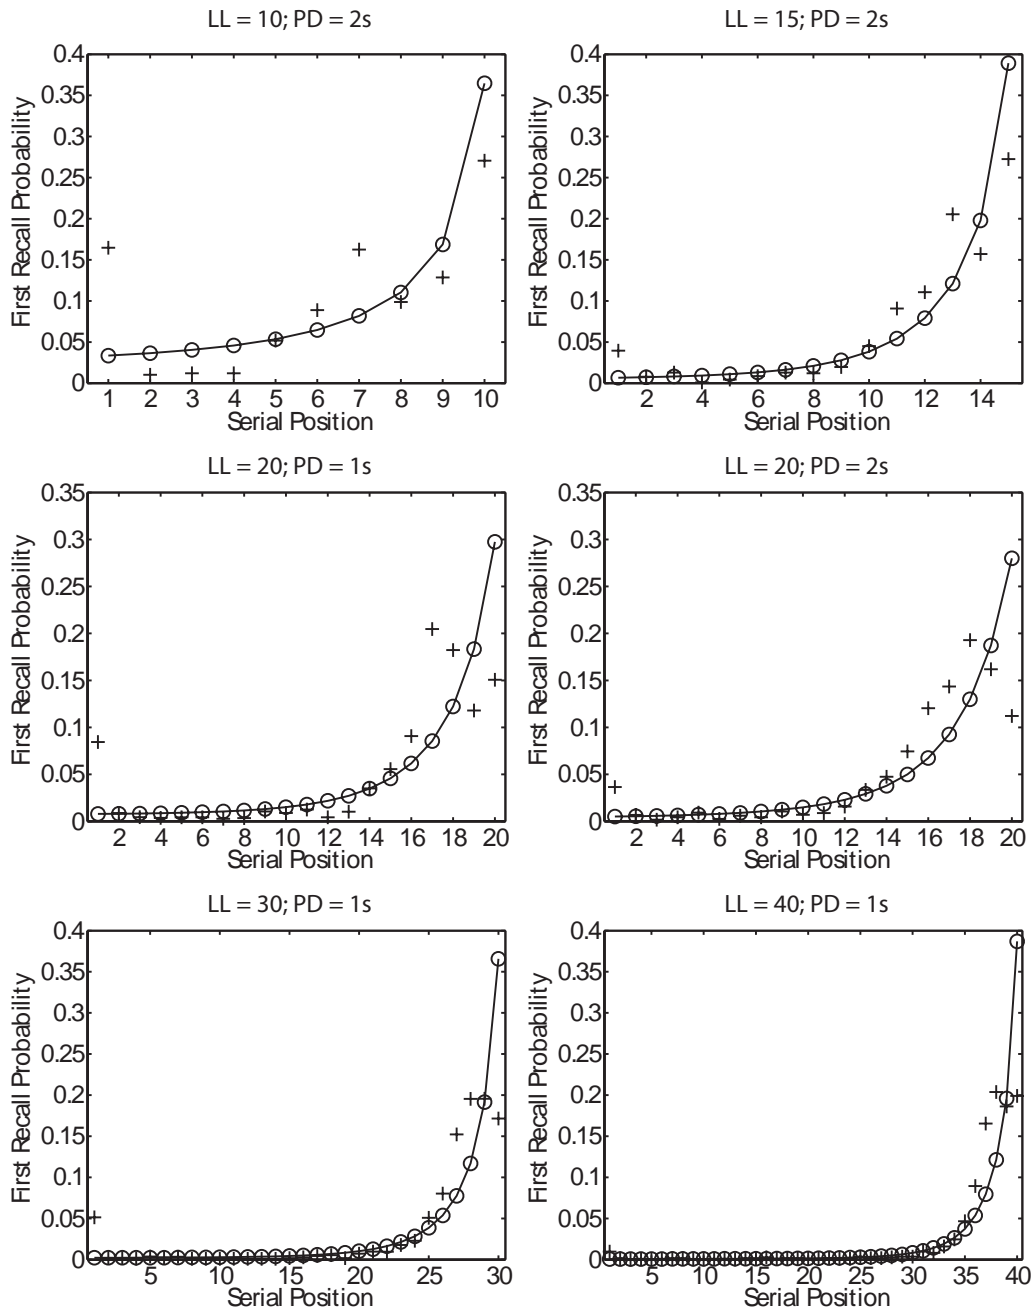 LL = 10; PD = 2s
0.4
0.35
0.3
0.25
0.2
0.15
0.1
0.05
0
First Recall Probability
1 2 3 4 5 6 7 8 9 10
Serial Position
LL = 15; PD = 2s
0.4
0.35
0.3
0.25
0.2
0.15
0.1
0.05
0
First Recall Probability
2 4 6 8 10 12 14
Serial Position
LL = 20; PD = 1s
0.35
0.3
0.25
0.2
0.15
0.1
0.05
0
First Recall Probability
2 4 6 8 10 12 14 16 18 20
Serial Position
LL = 20; PD = 2s
0.35
0.3
0.25
0.2
0.15
0.1
0.05
0
First Recall Probability
2 4 6 8 10 12 14 16 18 20
Serial Position
LL = 30; PD = 1s
0.4
0.35
0.3
0.25
0.2
0.15
0.1
0.05
0
First Recall Probability
5 10 15 20 25 30
Serial Position
LL = 40; PD = 1s
0.4
0.35
0.3
0.25
0.2
0.15
0.1
0.05
0
First Recall Probability
5 10 15 20 25 30 35 40
Serial Position